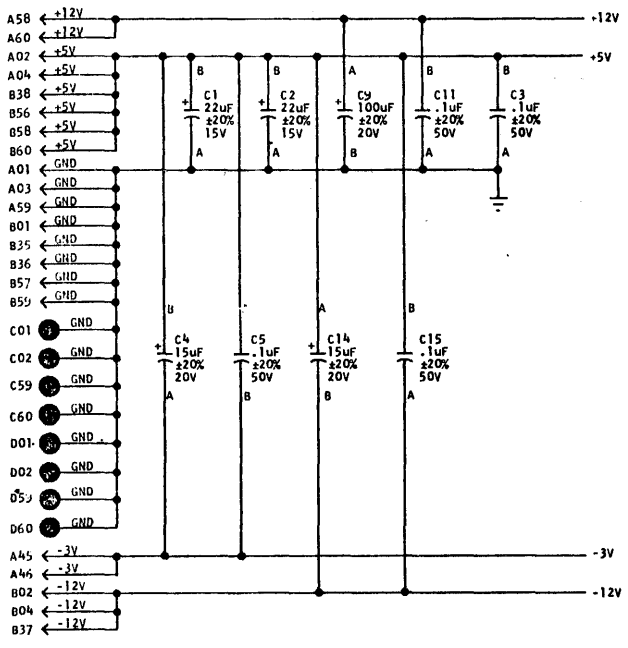 A58 +12V +12V
A60 +12V
A02 +5V +5V
A04 +5V
B38 +5V
B56 +5V
B58 +5V
B60 +5V
B B A B B
+ C1 + C2 + C9 C11 C3
22uF 22uF 100uF .1uF .1uF
±20% ±20% ±20% ±20% ±20%
15V 15V 20V 50V 50V
A A B A A
A01 GND
A03 GND
A59 GND
B01 GND
B35 GND
B36 GND
B57 GND
B59 GND
C01 GND
C02 GND
C59 GND
C60 GND
D01 GND
D02 GND
D59 GND
D60 GND
B A B
+ C4 C5 + C14 C15
15uF .1uF 15uF .1uF
±20% ±20% ±20% ±20%
20V 50V 20V 50V
A B B A
A45 -3V -3V
A46 -3V
B02 -12V -12V
B04 -12V
B37 -12V